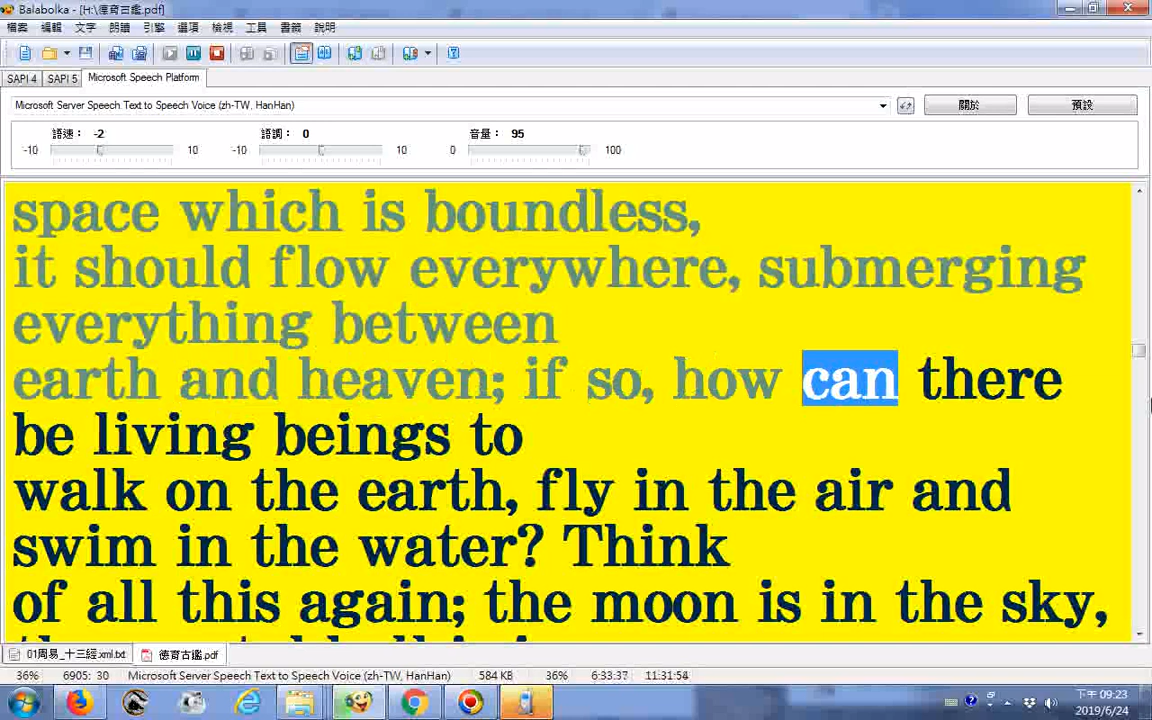 Balabolka - [H:\德育古鑑.pdf]
檔案 編輯 文字 朗讀 引擎 選項 檢視 工具 書籤 說明
SAPI 4 SAPI 5 Microsoft Speech Platform
Microsoft Server Speech Text to Speech Voice (zh-TW, HanHan) 關於 預設
語速： -2 語調： 0 音量： 95
-10 10 -10 10 0 100
space which is boundless,
it should flow everywhere, submerging
everything between
earth and heaven; if so, how can there
be living beings to
walk on the earth, fly in the air and
swim in the water? Think
of all this again; the moon is in the sky,
01周易_十三經.xml.txt 德育古鑑.pdf
36% 6905: 30 Microsoft Server Speech Text to Speech Voice (zh-TW, HanHan) 584 KB 36% 6:33:37 11:31:54
下午 09:23
2019/6/24